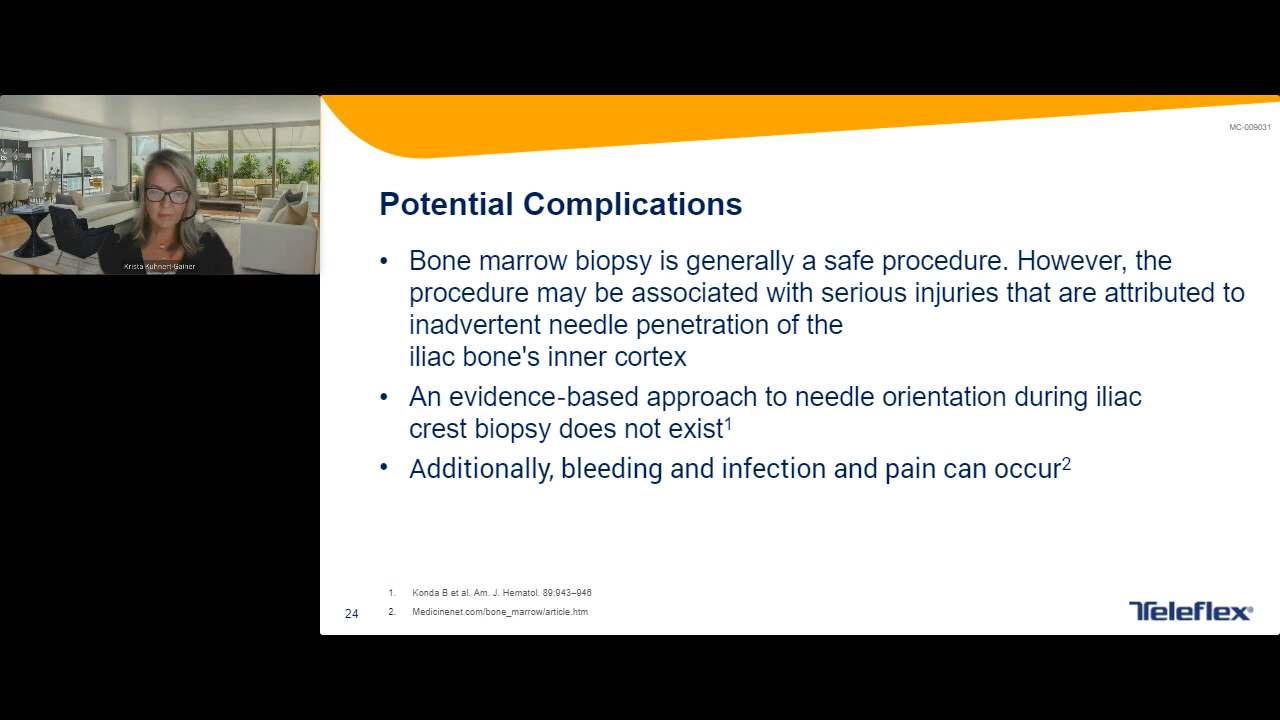 MC-009031
Krista Kuhnert-Gainer
Potential Complications
• Bone marrow biopsy is generally a safe procedure. However, the
procedure may be associated with serious injuries that are attributed to
inadvertent needle penetration of the
iliac bone's inner cortex
• An evidence-based approach to needle orientation during iliac
crest biopsy does not exist1
• Additionally, bleeding and infection and pain can occur2
1. Konda B et al. Am. J. Hematol. 89:943–946
2. Medicinenet.com/bone_marrow/article.htm
24
Teleflex®